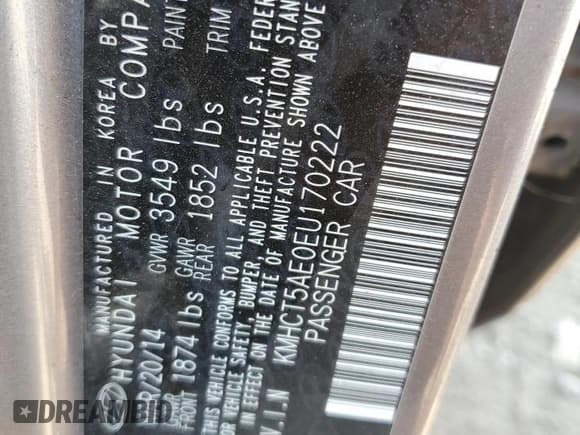 MANUFACTURED IN KOREA BY
HYUNDAI MOTOR COMPA
/20/14 GVWR 3549 lbs PAINT
GAWR FRONT 1874 lbs GAWR REAR 1852 lbs TRIM
THIS VEHICLE CONFORMS TO ALL APPLICABLE U.S.A. FEDER
VEHICLE SAFETY, BUMPER, AND THEFT PREVENTION STAN
IN EFFECT ON THE DATE OF MANUFACTURE SHOWN ABOVE
V.I.N KMHCT5AE0EU170222
PASSENGER CAR
DREAMBID